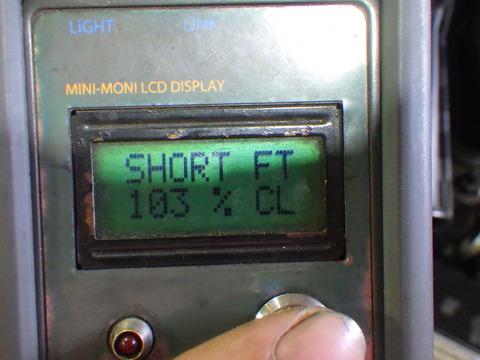 LiGHT LINK
MINI-MONI LCD DISPLAY
SHORT FT
103 % CL